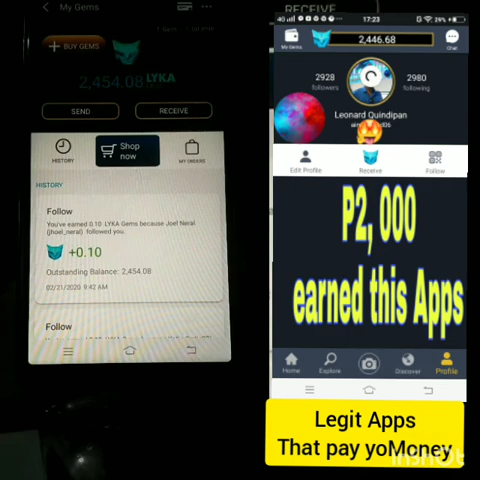 My Gems
+ BUY GEMS
2,454.08 LYKA
SEND
RECEIVE
HISTORY
Shop now
MY ORDERS
HISTORY
Follow
You've earned 0.10 LYKA Gems because Joel Neral
(jhoel_neral) followed you.
+0.10
Outstanding Balance: 2,454.08
02/21/2020 9:42 AM
Follow
RECEIVE
4G
17:23
39%
My Gems
2,446.68
Chat
2928
followers
2980
following
Leonard Quindipan
Edit Profile
Receive
Follow
P2, 000
earned this Apps
Home
Explore
Discover
Profile
Legit Apps
That pay yoMoney
InShOt